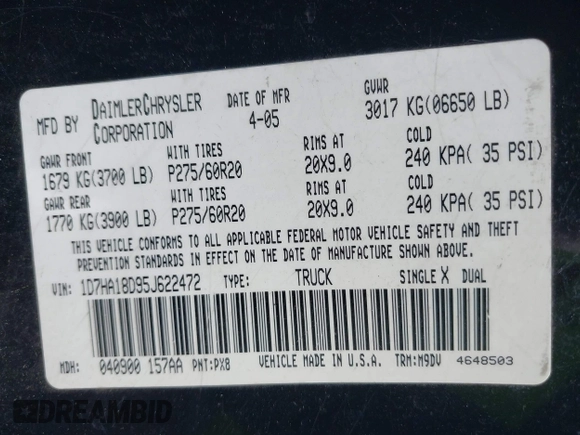 MFD BY DAIMLERCHRYSLER CORPORATION DATE OF MFR 4-05 GVWR 3017 KG(06650 LB)
GAWR FRONT WITH TIRES RIMS AT COLD
1679 KG(3700 LB) P275/60R20 20X9.0 240 KPA( 35 PSI)
GAWR REAR WITH TIRES RIMS AT COLD
1770 KG(3900 LB) P275/60R20 20X9.0 240 KPA( 35 PSI)
THIS VEHICLE CONFORMS TO ALL APPLICABLE FEDERAL MOTOR VEHICLE SAFETY AND THEFT
PREVENTION STANDARDS IN EFFECT ON THE DATE OF MANUFACTURE SHOWN ABOVE.
VIN: 1D7HA18D95J622472 TYPE: TRUCK SINGLE X DUAL
MDH: 040900 157AA PNT:PX8 VEHICLE MADE IN U.S.A. TRM:M9DV 4648503
DREAMBID